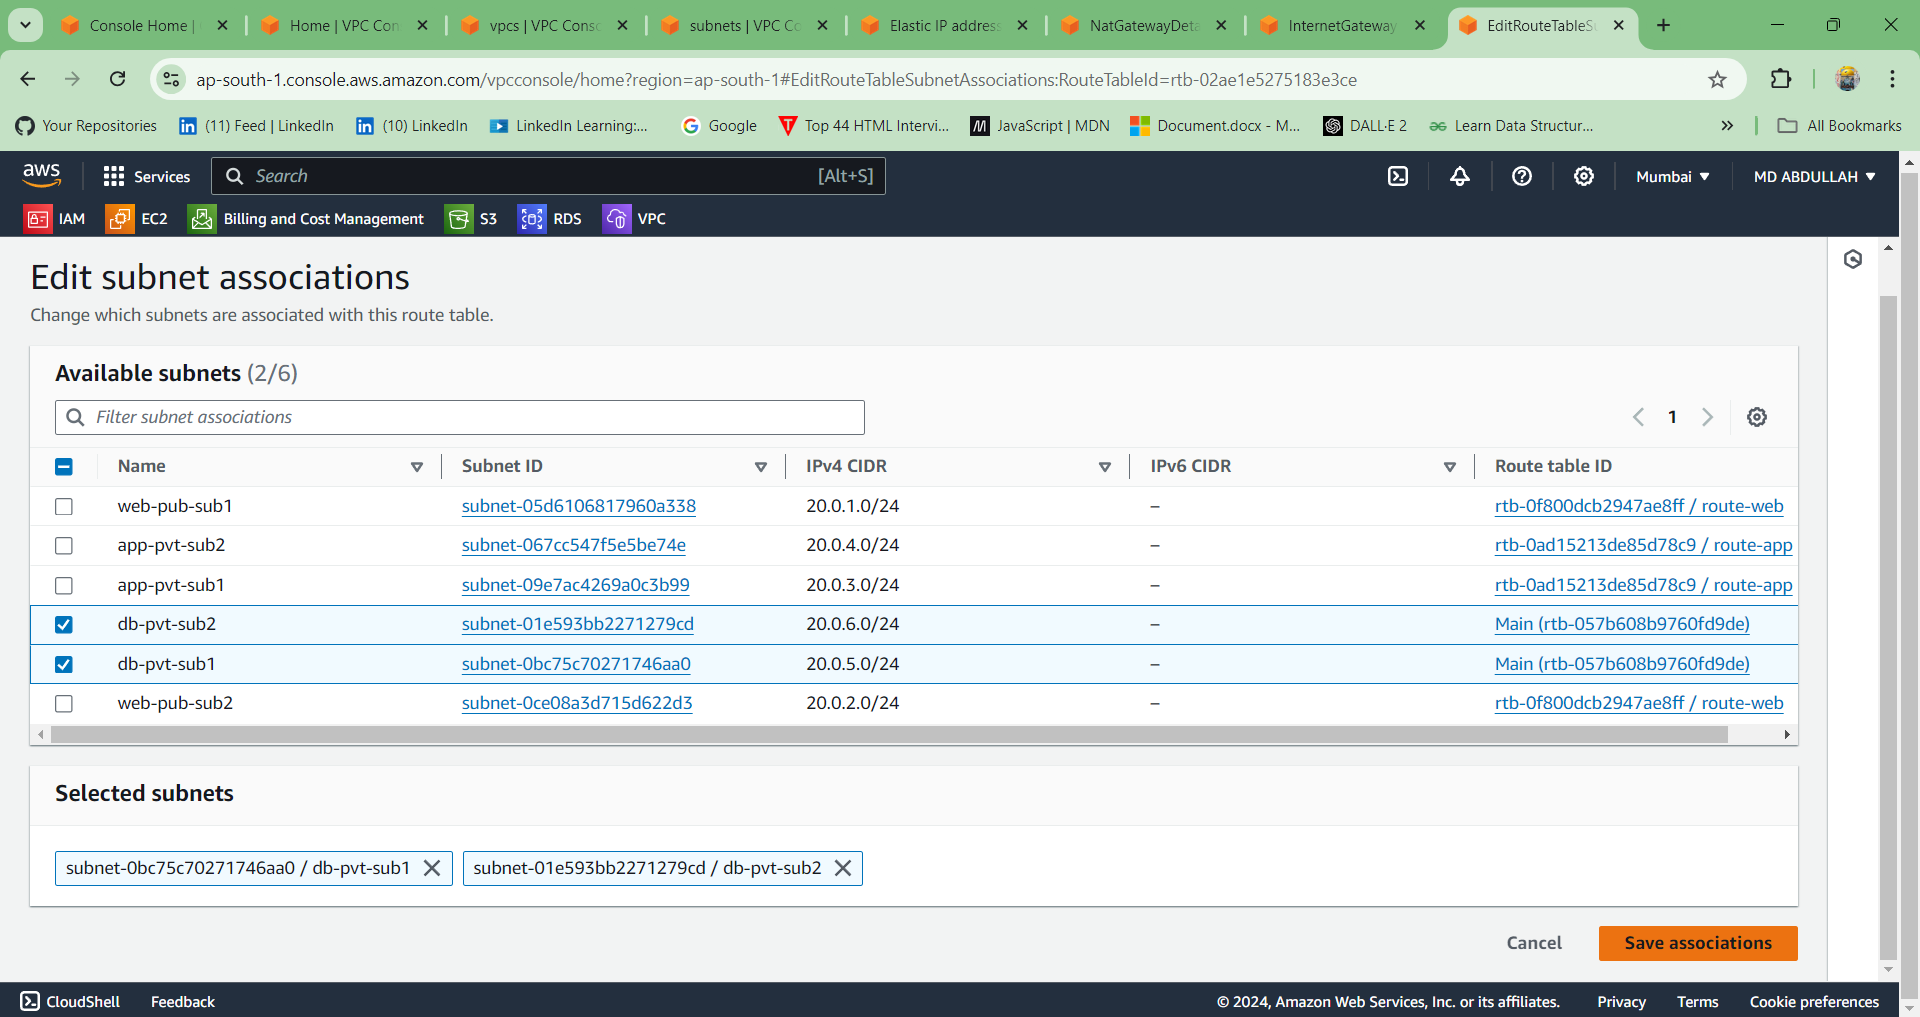 Console Home |
Home | VPC Con
vpcs | VPC Conso
subnets | VPC Co
Elastic IP address
NatGatewayDeta
InternetGateway
EditRouteTableSu
ap-south-1.console.aws.amazon.com/vpcconsole/home?region=ap-south-1#EditRouteTableSubnetAssociations:RouteTableId=rtb-02ae1e5275183e3ce
Your Repositories
(11) Feed | LinkedIn
(10) LinkedIn
LinkedIn Learning:...
Google
Top 44 HTML Intervi...
JavaScript | MDN
Document.docx - M...
DALL·E 2
Learn Data Structur...
All Bookmarks
aws
Services
Search
[Alt+S]
Mumbai
MD ABDULLAH
IAM
EC2
Billing and Cost Management
S3
RDS
VPC
Edit subnet associations
Change which subnets are associated with this route table.
Available subnets (2/6)
Filter subnet associations
1
Name Subnet ID IPv4 CIDR IPv6 CIDR Route table ID
web-pub-sub1 subnet-05d6106817960a338 20.0.1.0/24 – rtb-0f800dcb2947ae8ff / route-web
app-pvt-sub2 subnet-067cc547f5e5be74e 20.0.4.0/24 – rtb-0ad15213de85d78c9 / route-app
app-pvt-sub1 subnet-09e7ac4269a0c3b99 20.0.3.0/24 – rtb-0ad15213de85d78c9 / route-app
db-pvt-sub2 subnet-01e593bb2271279cd 20.0.6.0/24 – Main (rtb-057b608b9760fd9de)
db-pvt-sub1 subnet-0bc75c70271746aa0 20.0.5.0/24 – Main (rtb-057b608b9760fd9de)
web-pub-sub2 subnet-0ce08a3d715d622d3 20.0.2.0/24 – rtb-0f800dcb2947ae8ff / route-web
Selected subnets
subnet-0bc75c70271746aa0 / db-pvt-sub1
subnet-01e593bb2271279cd / db-pvt-sub2
Cancel
Save associations
CloudShell
Feedback
© 2024, Amazon Web Services, Inc. or its affiliates.
Privacy
Terms
Cookie preferences